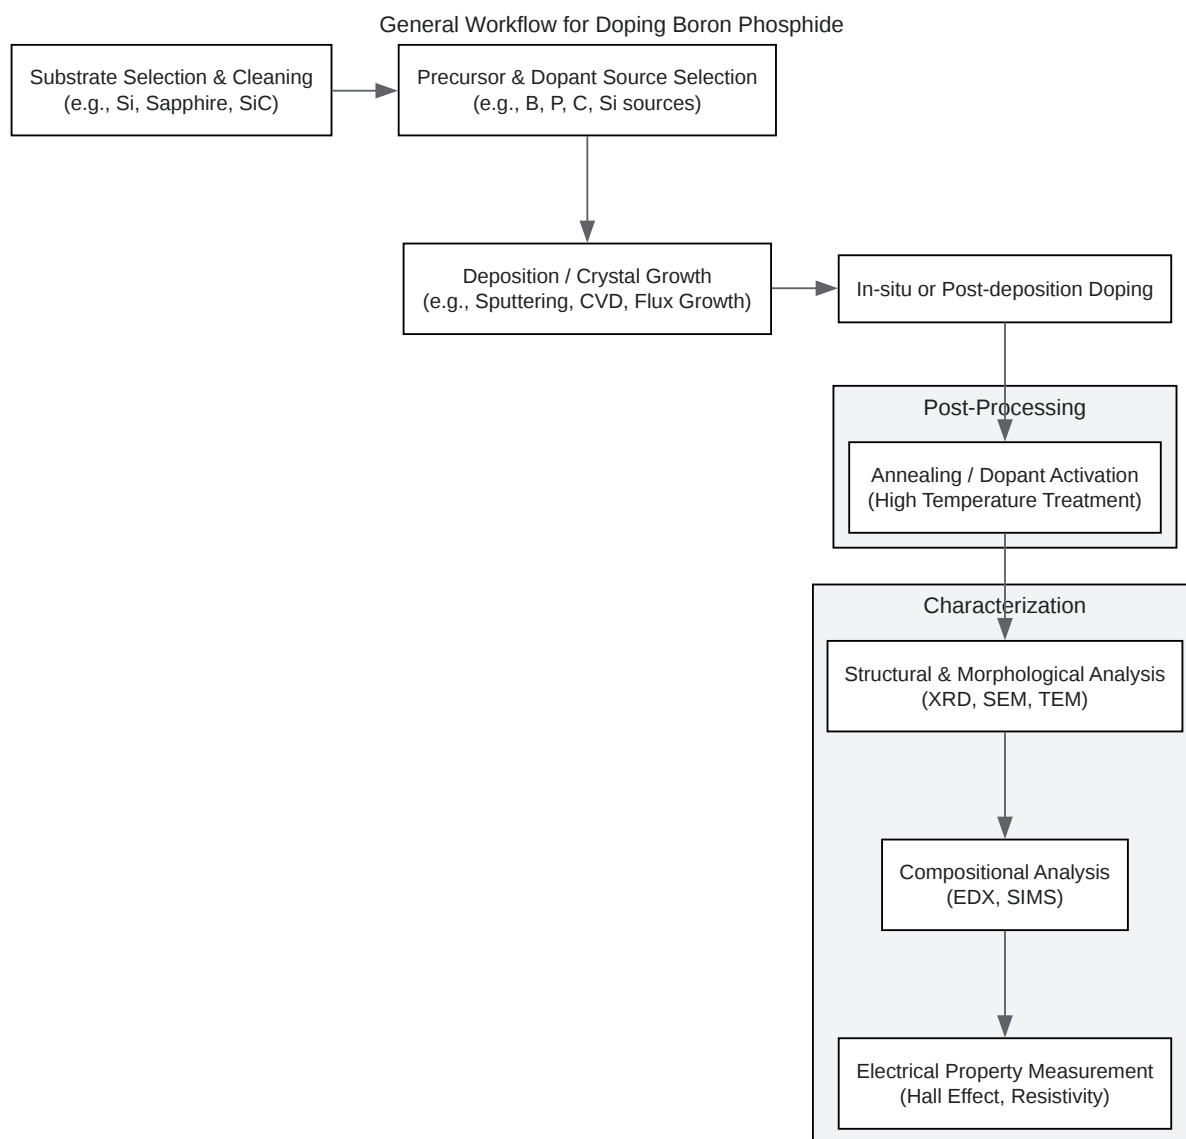 General Workflow for Doping Boron Phosphide
Substrate Selection & Cleaning
(e.g., Si, Sapphire, SiC)
Precursor & Dopant Source Selection
(e.g., B, P, C, Si sources)
Deposition / Crystal Growth
(e.g., Sputtering, CVD, Flux Growth)
In-situ or Post-deposition Doping
Post-Processing
Annealing / Dopant Activation
(High Temperature Treatment)
Characterization
Structural & Morphological Analysis
(XRD, SEM, TEM)
Compositional Analysis
(EDX, SIMS)
Electrical Property Measurement
(Hall Effect, Resistivity)